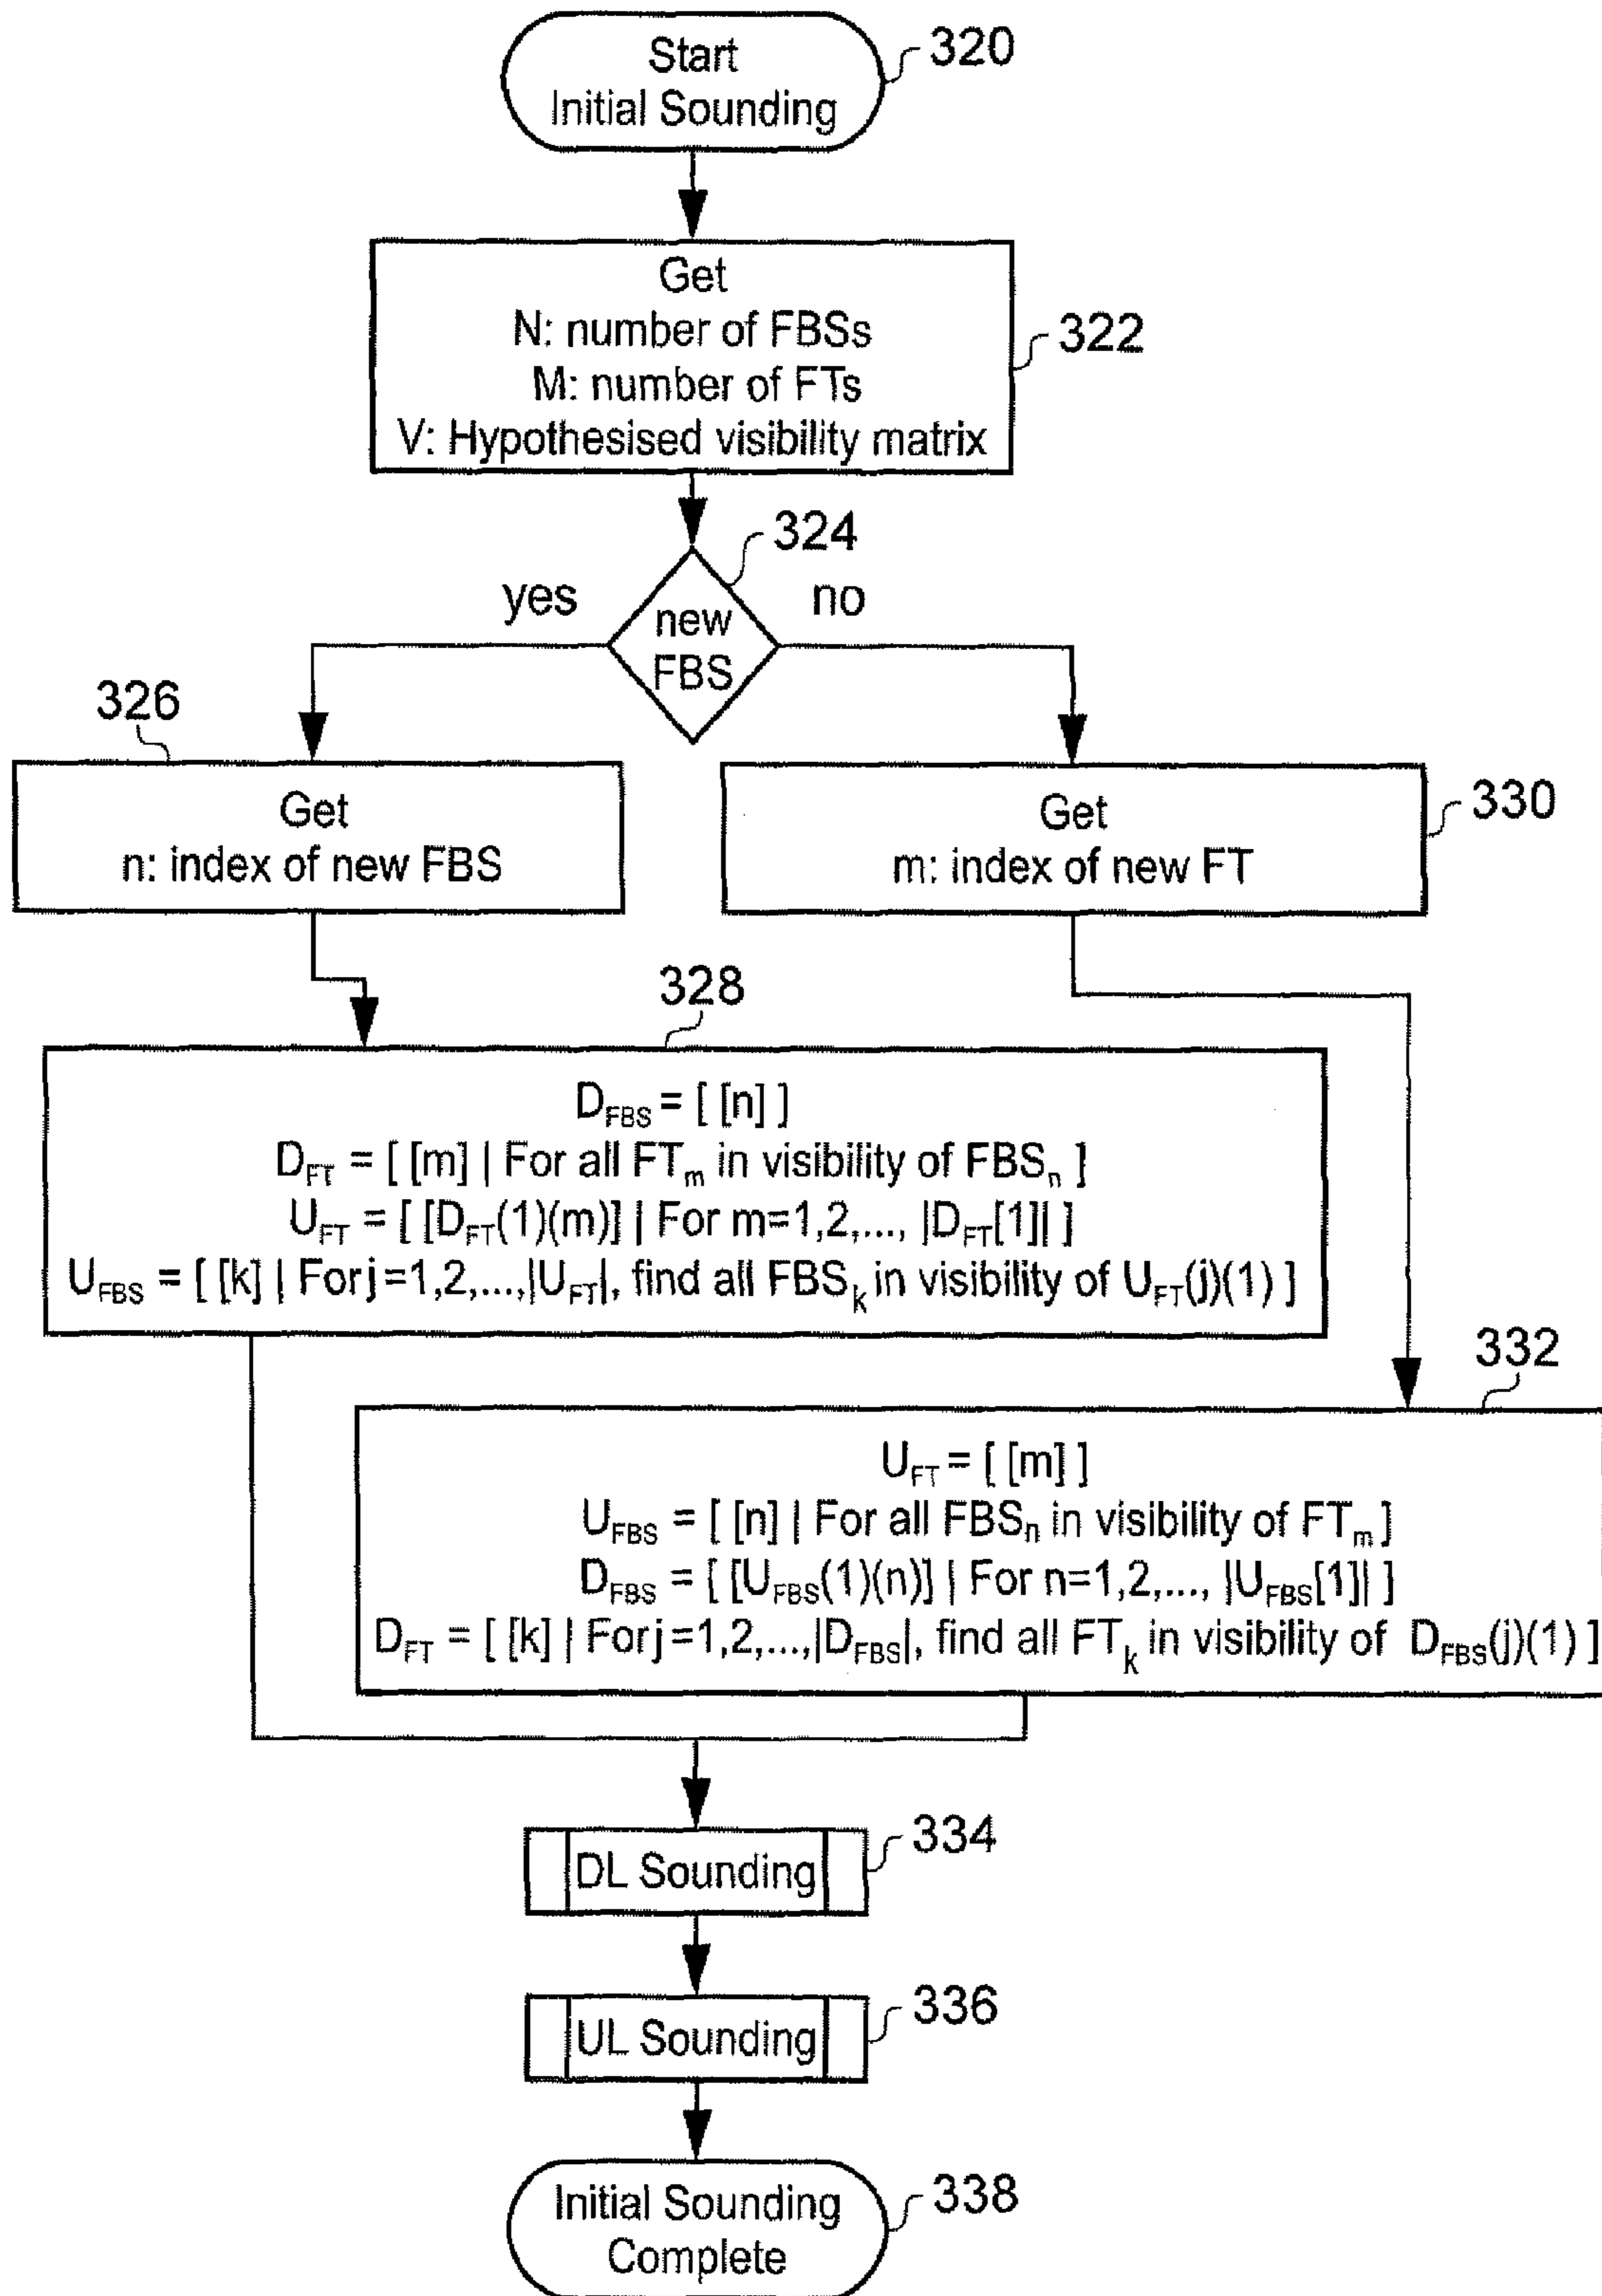 Start
Initial Sounding
320
Get
N: number of FBSs
M: number of FTs
V: Hypothesised visibility matrix
322
324
yes
no
new
FBS
326
Get
n: index of new FBS
Get
m: index of new FT
330
328
D_FBS = [ [n] ]
D_FT = [ [m] | For all FT_m in visibility of FBS_n ]
U_FT = [ [D_FT(1)(m)] | For m=1,2,..., |D_FT[1]| ]
U_FBS = [ [k] | For j=1,2,...,|U_FT|, find all FBS_k in visibility of U_FT(j)(1) ]
332
U_FT = [ [m] ]
U_FBS = [ [n] | For all FBS_n in visibility of FT_m ]
D_FBS = [ [U_FBS(1)(n)] | For n=1,2,..., |U_FBS[1]| ]
D_FT = [ [k] | For j=1,2,...,|D_FBS|, find all FT_k in visibility of D_FBS(j)(1) ]
DL Sounding
334
UL Sounding
336
Initial Sounding
Complete
338